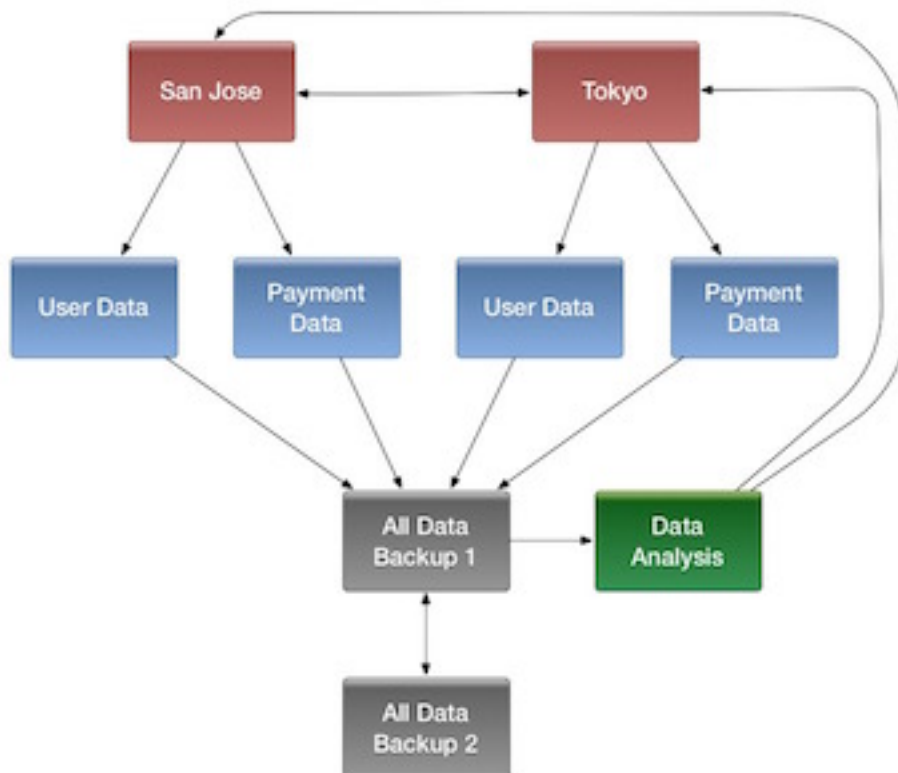 San Jose
Tokyo
User Data
Payment
Data
User Data
Payment
Data
All Data
Backup 1
Data
Analysis
All Data
Backup 2